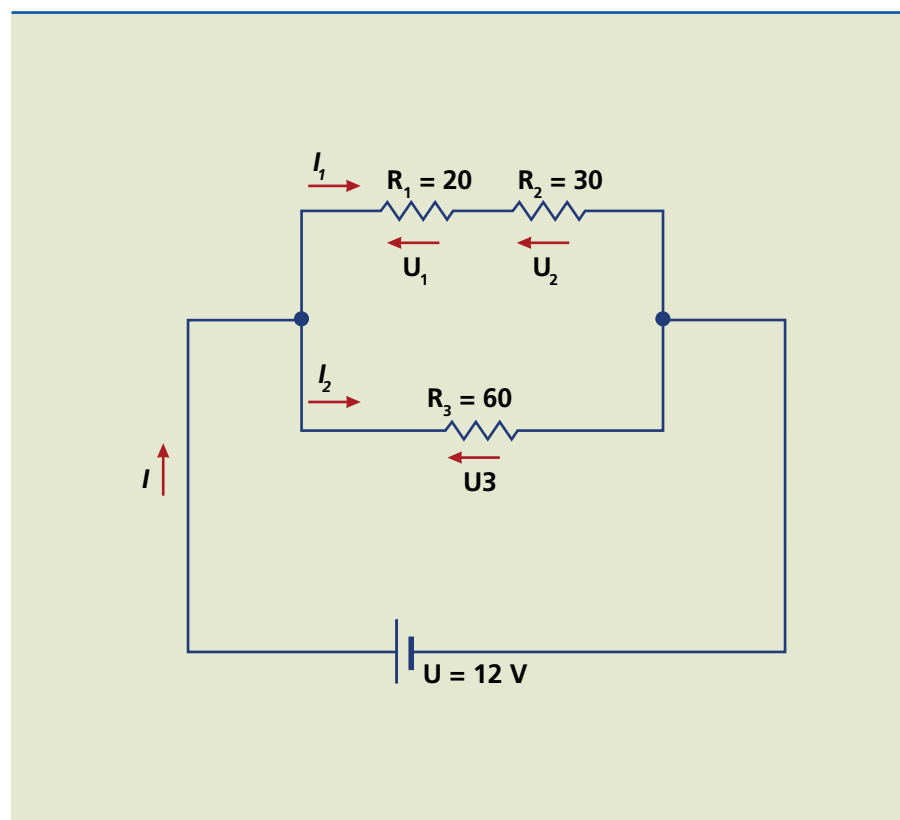 I₁
R₁ = 20 R₂ = 30
U₁ U₂
I₂
R₃ = 60
U3
I
U = 12 V